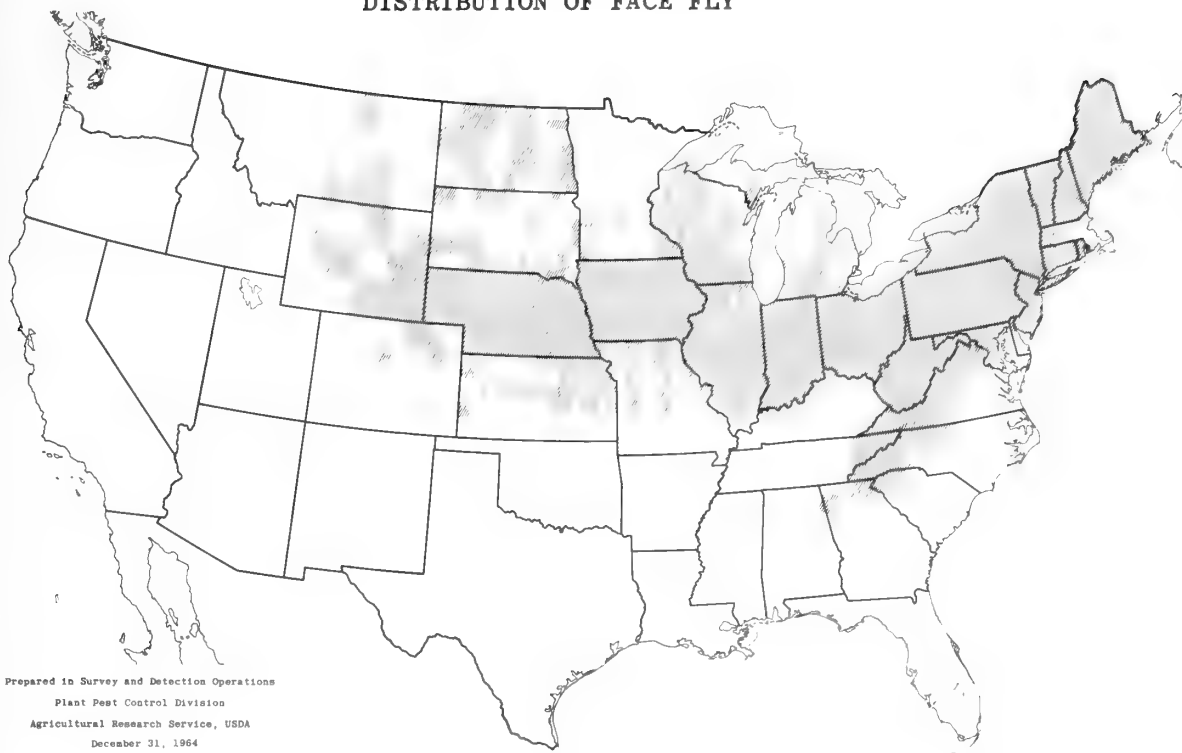 DISTRIBUTION OF FACE FLY
Prepared in Survey and Detection Operations
Plant Pest Control Division
Agricultural Research Service, USDA
December 31, 1964